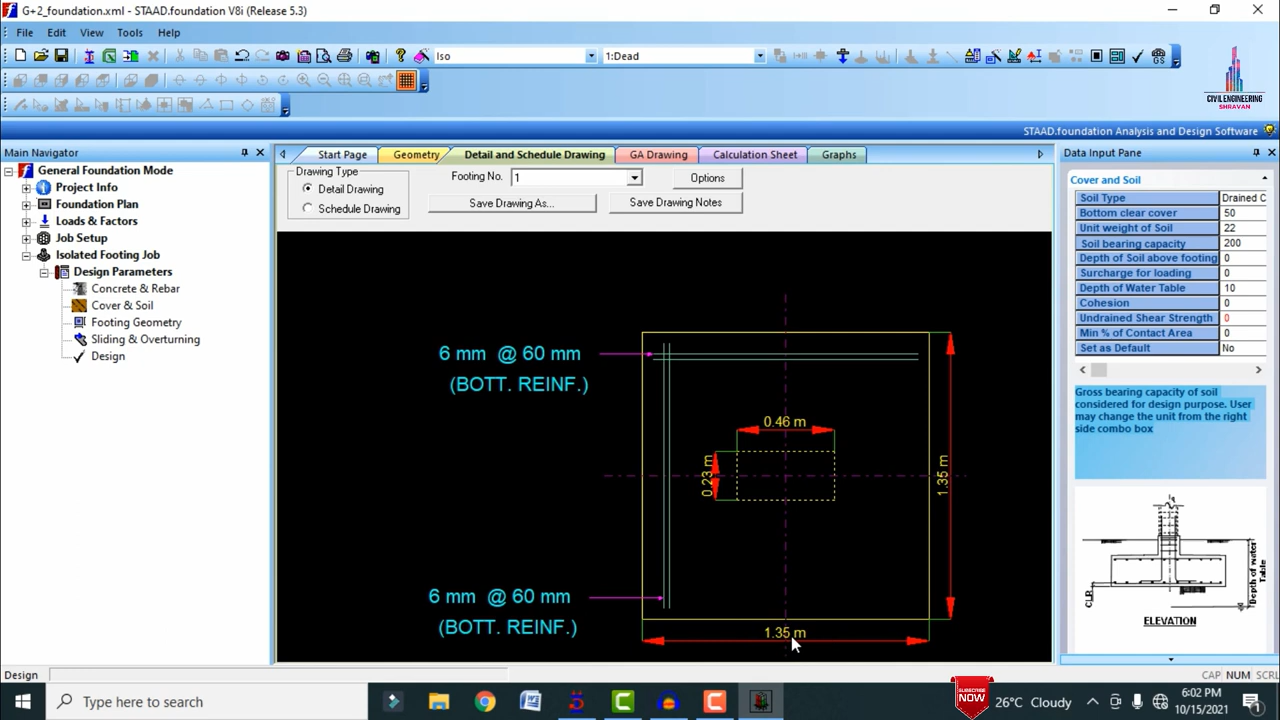 G+2_foundation.xml - STAAD.foundation V8i (Release 5.3)
File Edit View Tools Help
Iso
1:Dead
CIVIL ENGINEERING
SHRAVAN
STAAD.foundation Analysis and Design Software
Main Navigator
General Foundation Mode
Project Info
Foundation Plan
Loads & Factors
Job Setup
Isolated Footing Job
Design Parameters
Concrete & Rebar
Cover & Soil
Footing Geometry
Sliding & Overturning
Design
Start Page Geometry Detail and Schedule Drawing GA Drawing Calculation Sheet Graphs
Drawing Type
Detail Drawing
Schedule Drawing
Footing No. 1 Options
Save Drawing As... Save Drawing Notes
6 mm @ 60 mm
(BOTT. REINF.)
0.46 m
0.23 m
1.35 m
6 mm @ 60 mm
(BOTT. REINF.)
1.35 m
Data Input Pane
Cover and Soil
Soil Type Drained C
Bottom clear cover 50
Unit weight of Soil 22
Soil bearing capacity 200
Depth of Soil above footing 0
Surcharge for loading 0
Depth of Water Table 10
Cohesion 0
Undrained Shear Strength 0
Min % of Contact Area 0
Set as Default No
Gross bearing capacity of soil
considered for design purpose. User
may change the unit from the right
side combo box
CLR
Depth of water
Table
ELEVATION
Design
CAP NUM SCRL
Type here to search
SUBSCRIBE
NOW
26°C Cloudy
6:02 PM
10/15/2021